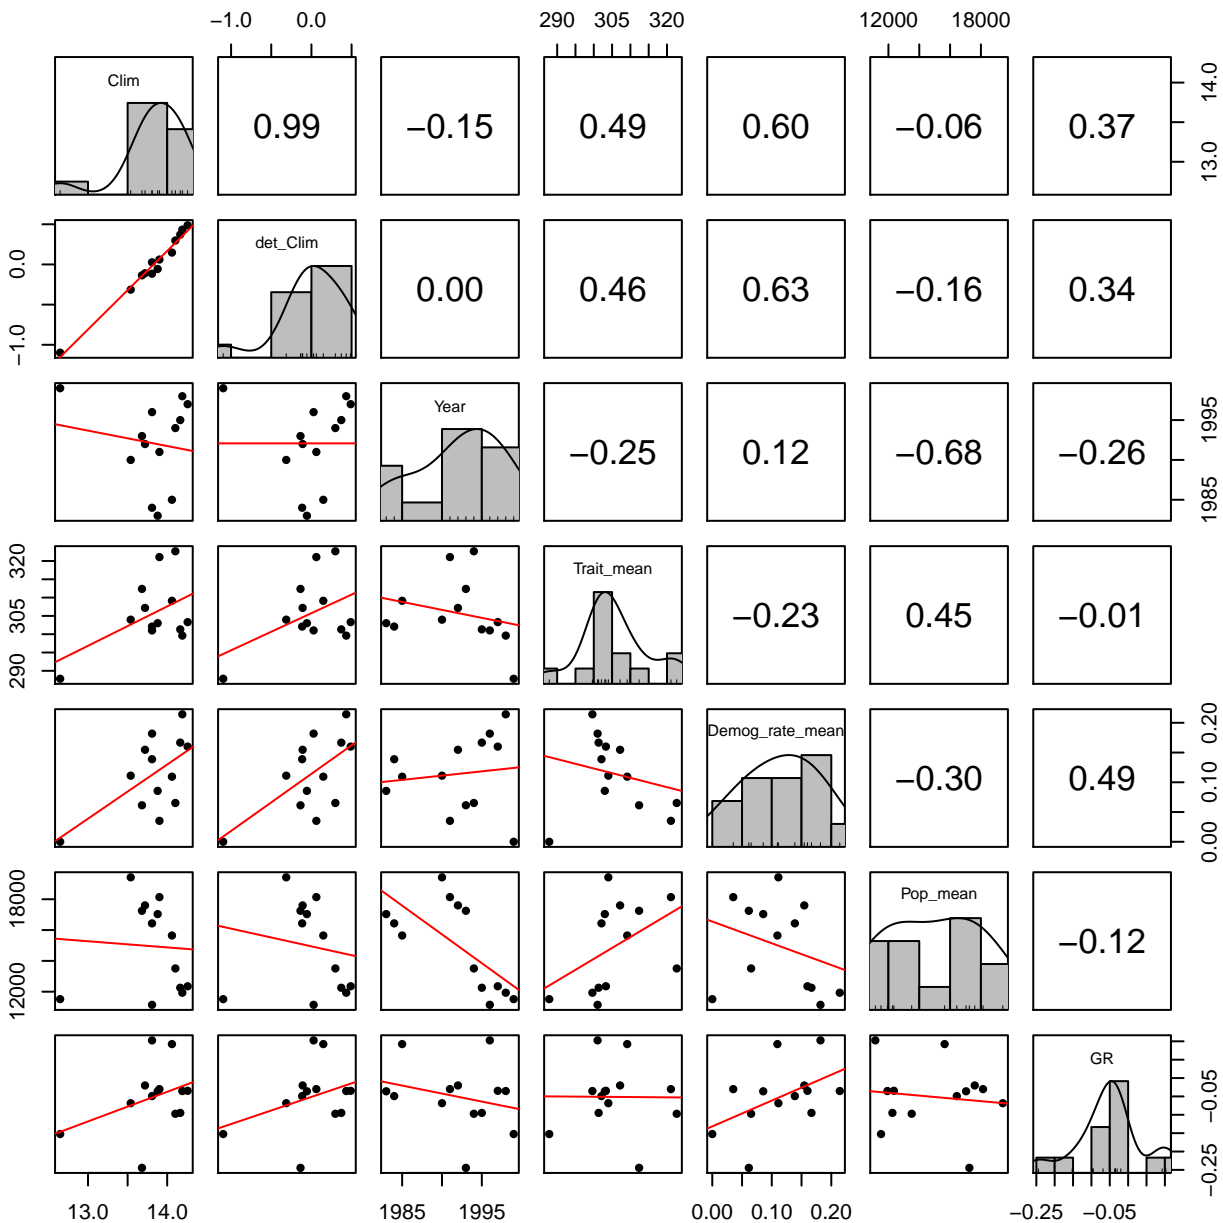 −1.0 0.0 290 305 320 12000 18000
Clim 0.99 −0.15 0.49 0.60 −0.06 0.37 13.0 14.0
−1.0 0.0 det_Clim 0.00 0.46 0.63 −0.16 0.34
Year −0.25 0.12 −0.68 −0.26 1985 1995
290 305 320 Trait_mean −0.23 0.45 −0.01
Demog_rate_mean −0.30 0.49 0.00 0.10 0.20
12000 18000 Pop_mean −0.12
GR −0.25 −0.05 −0.05
13.0 14.0 1985 1995 0.00 0.10 0.20 −0.25 −0.05